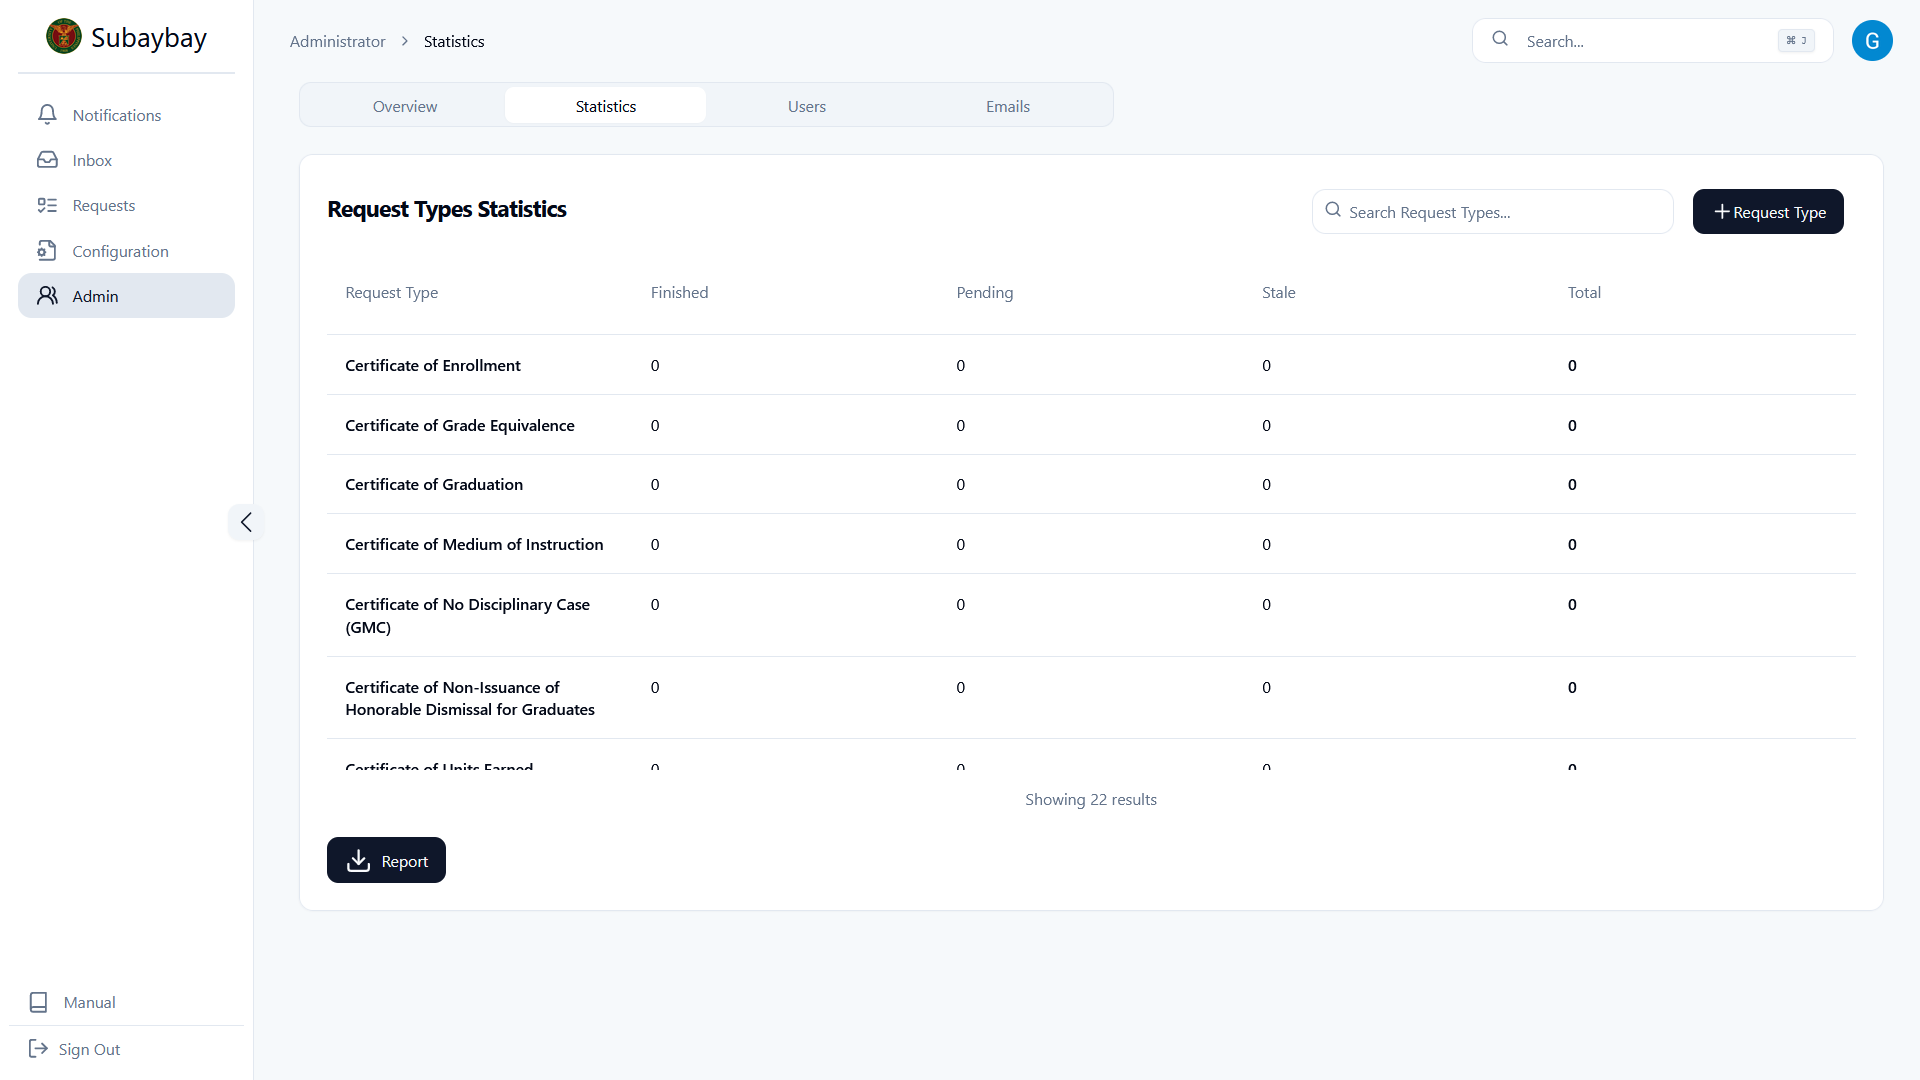 Subaybay
Notifications
Inbox
Requests
Configuration
Admin
Manual
Sign Out
Administrator > Statistics
Search...
⌘ J
G
Overview
Statistics
Users
Emails
Request Types Statistics
Search Request Types...
+ Request Type
Request Type Finished Pending Stale Total
Certificate of Enrollment 0 0 0 0
Certificate of Grade Equivalence 0 0 0 0
Certificate of Graduation 0 0 0 0
Certificate of Medium of Instruction 0 0 0 0
Certificate of No Disciplinary Case 0 0 0 0
(GMC)
Certificate of Non-Issuance of 0 0 0 0
Honorable Dismissal for Graduates
Certificate of Units Earned 0 0 0 0
Showing 22 results
Report